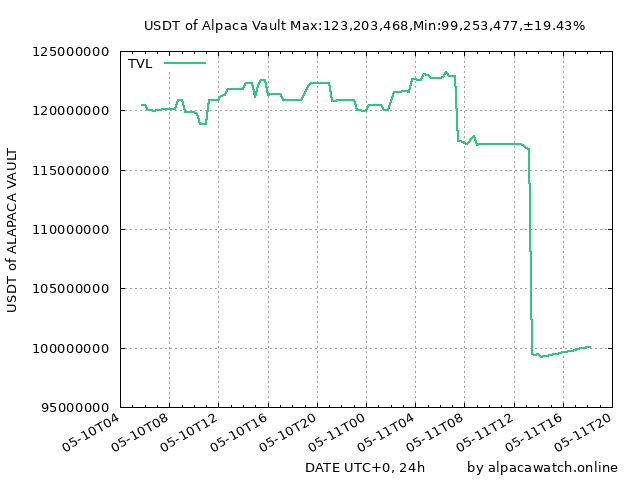 USDT of Alpaca Vault Max:123,203,468,Min:99,253,477,±19.43%
TVL
USDT of ALAPACA VAULT
125000000
120000000
115000000
110000000
105000000
100000000
95000000
05-10T04
05-10T08
05-10T12
05-10T16
05-10T20
05-11T00
05-11T04
05-11T08
05-11T12
05-11T16
05-11T20
DATE UTC+0, 24h
by alpacawatch.online